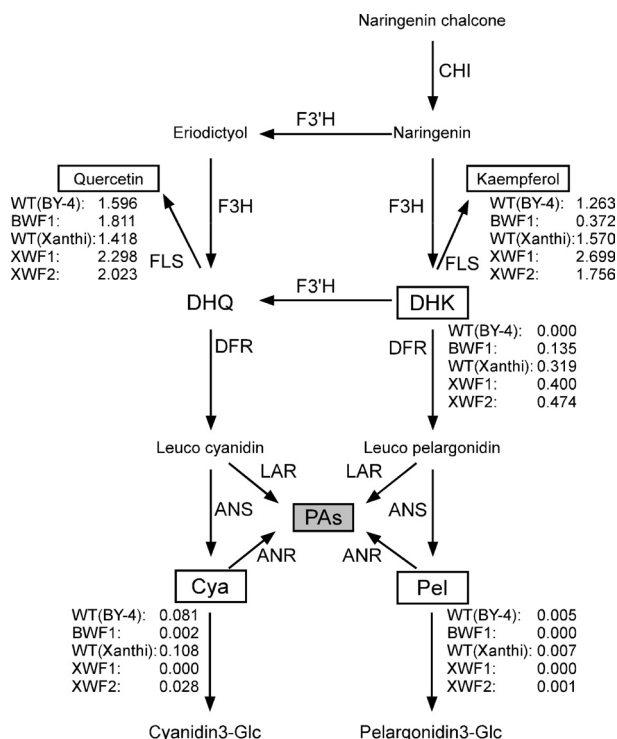 Naringenin chalcone
CHI
F3'H
Eriodictyol
Naringenin
Quercetin
WT(BY-4): 1.596
BWF1: 1.811
WT(Xanthi): 1.418
XWF1: 2.298
XWF2: 2.023
FLS
F3H
F3H
Kaempferol
WT(BY-4): 1.263
BWF1: 0.372
WT(Xanthi): 1.570
XWF1: 2.699
XWF2: 1.756
FLS
DHQ
F3'H
DHK
WT(BY-4): 0.000
BWF1: 0.135
WT(Xanthi): 0.319
XWF1: 0.400
XWF2: 0.474
DFR
DFR
Leuco cyanidin
Leuco pelargonidin
LAR
LAR
ANS
PAs
ANS
ANR
ANR
Cya
Pel
WT(BY-4): 0.081
BWF1: 0.002
WT(Xanthi): 0.108
XWF1: 0.000
XWF2: 0.028
WT(BY-4): 0.005
BWF1: 0.000
WT(Xanthi): 0.007
XWF1: 0.000
XWF2: 0.001
Cyanidin3-Glc
Pelargonidin3-Glc